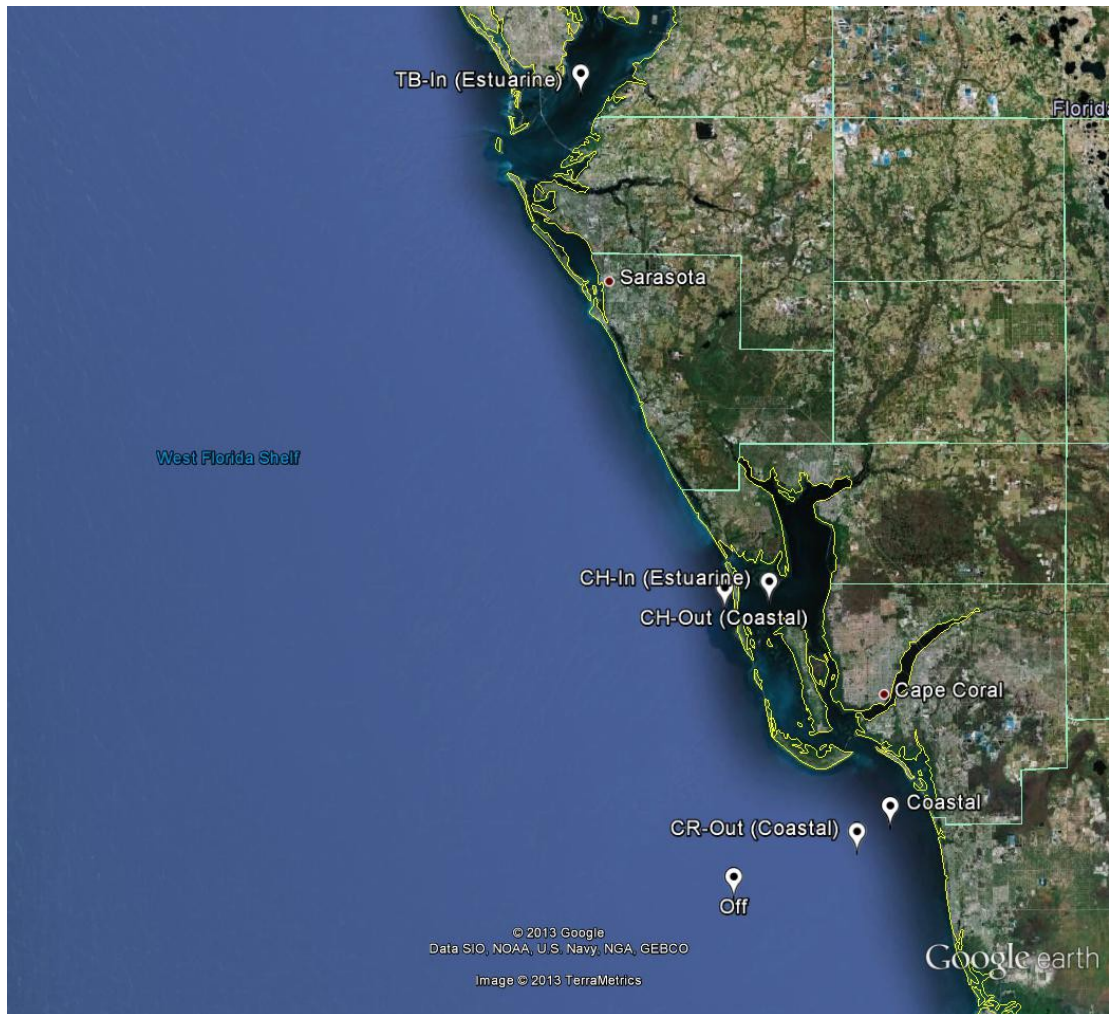 TB-In (Estuarine)
Florida
Sarasota
West Florida Shelf
CH-In (Estuarine)
CH-Out (Coastal)
Cape Coral
Coastal
CR-Out (Coastal)
Off
© 2013 Google
Data SIO, NOAA, U.S. Navy, NGA, GEBCO
Image © 2013 TerraMetrics
Google earth